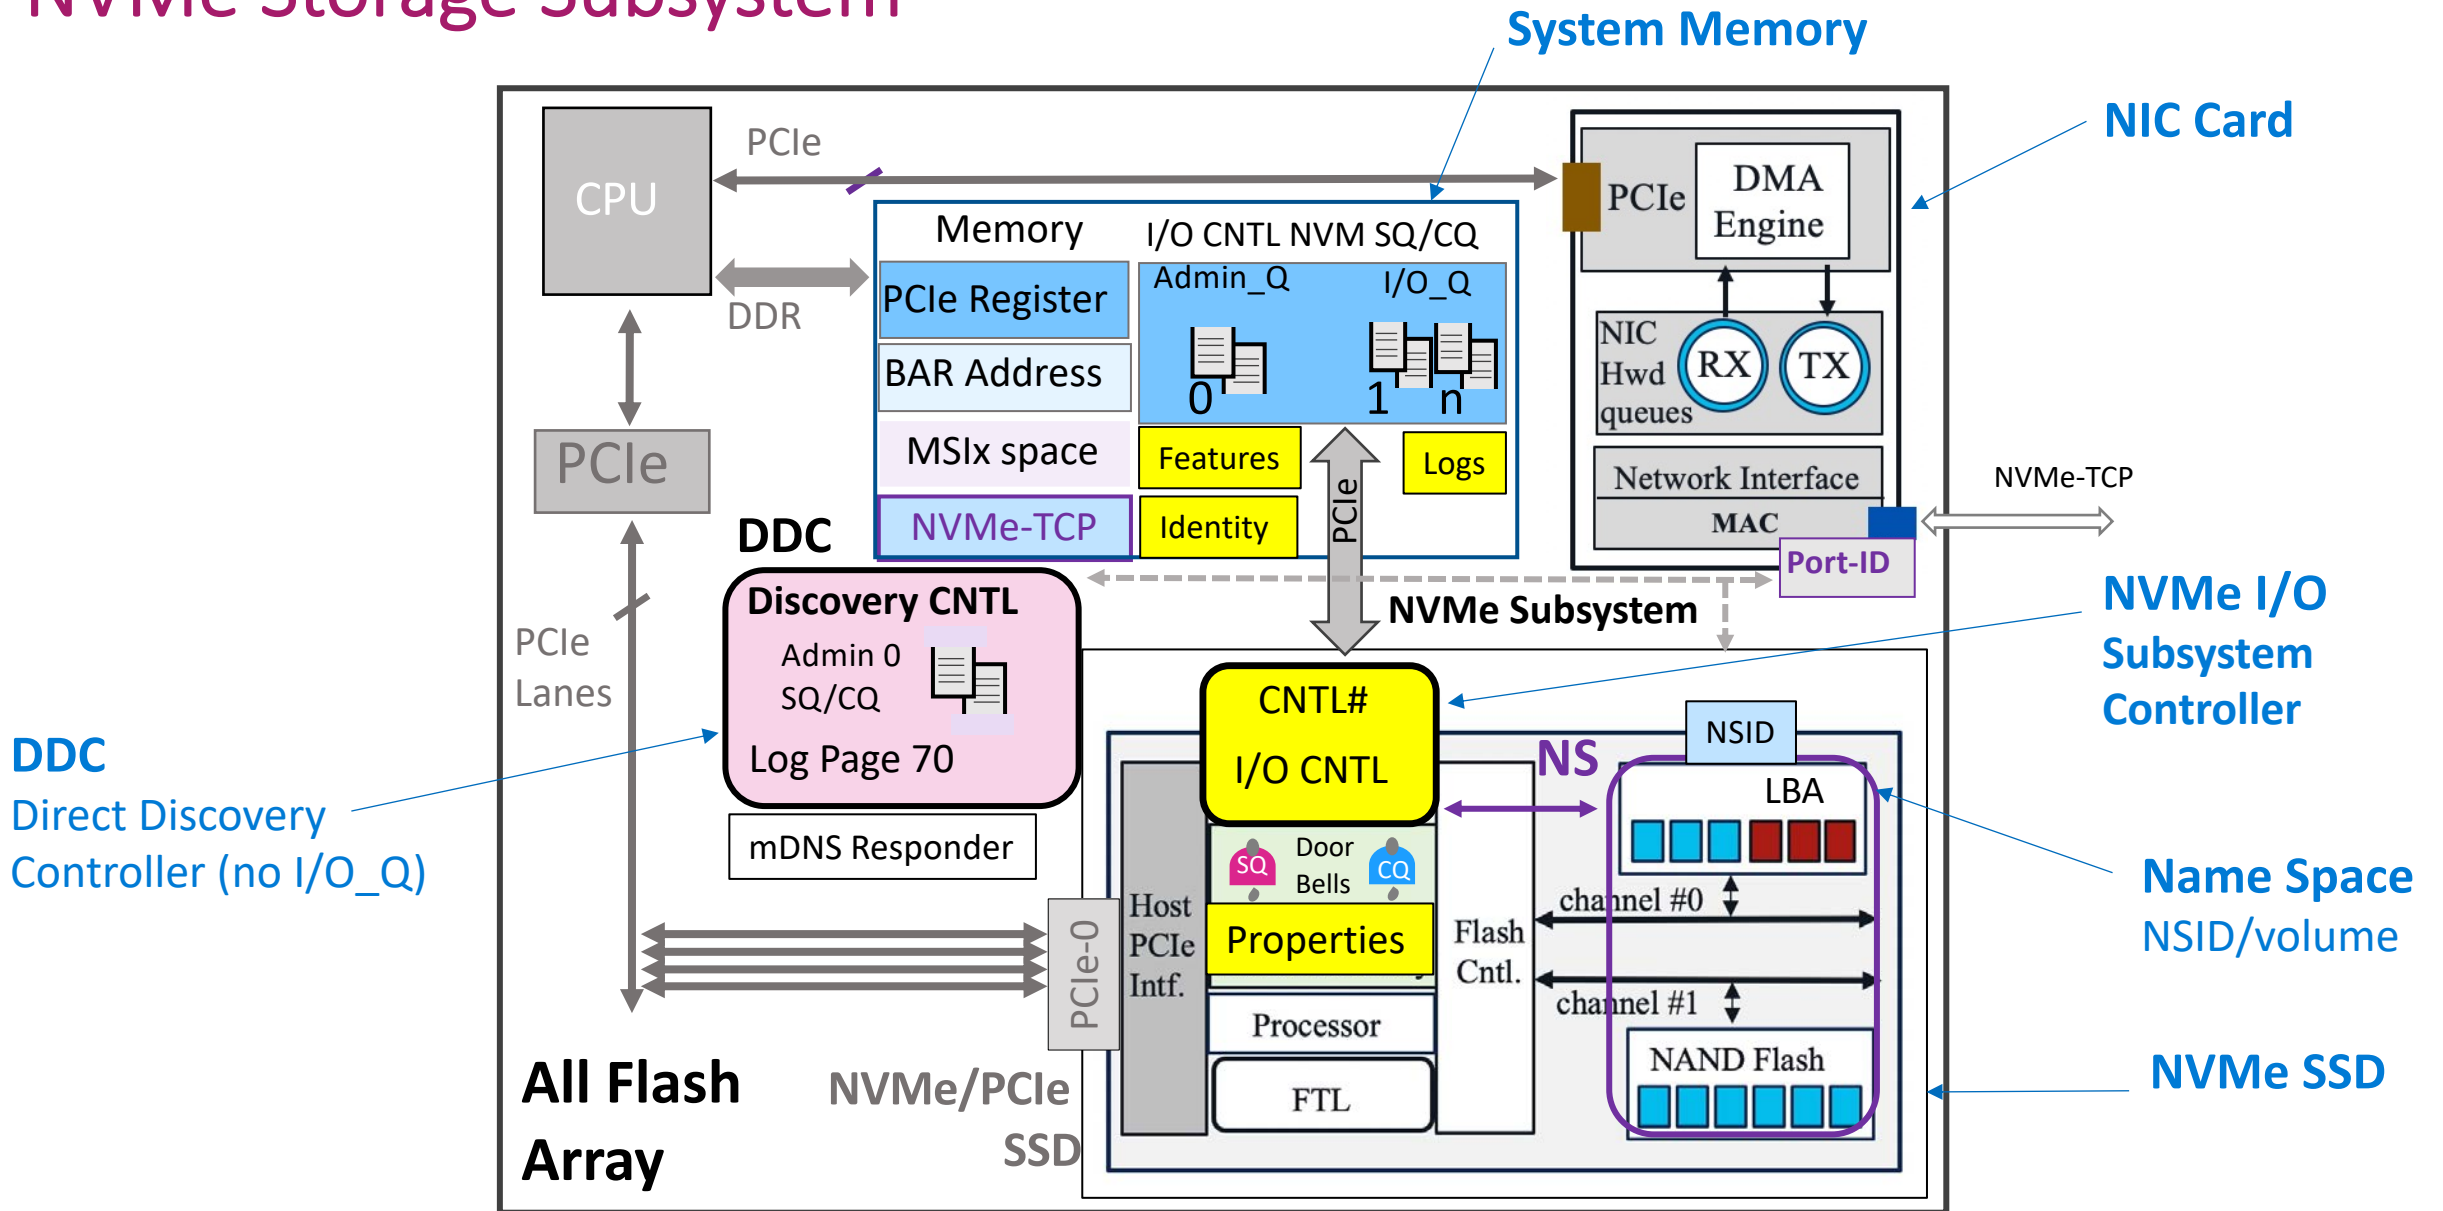 NVMe Storage Subsystem
System Memory
NIC Card
PCIe
CPU
DDR
Memory
I/O CNTL NVM SQ/CQ
PCIe Register
BAR Address
MSIx space
NVMe-TCP
Admin_Q
I/O_Q
0
1
n
Features
Logs
Identity
PCIe
PCIe
DMA
Engine
NIC
Hwd
queues
RX
TX
Network Interface
MAC
Port-ID
NVMe-TCP
PCIe
PCIe
Lanes
DDC
Discovery CNTL
Admin 0
SQ/CQ
Log Page 70
mDNS Responder
NVMe Subsystem
NVMe I/O
Subsystem
Controller
DDC
Direct Discovery
Controller (no I/O_Q)
CNTL#
I/O CNTL
NS
NSID
LBA
SQ
Door
Bells
CQ
Properties
Host
PCIe
Intf.
Flash
Cntl.
channel #0
channel #1
Processor
FTL
NAND Flash
PCIe-0
Name Space
NSID/volume
NVMe SSD
All Flash
Array
NVMe/PCIe
SSD